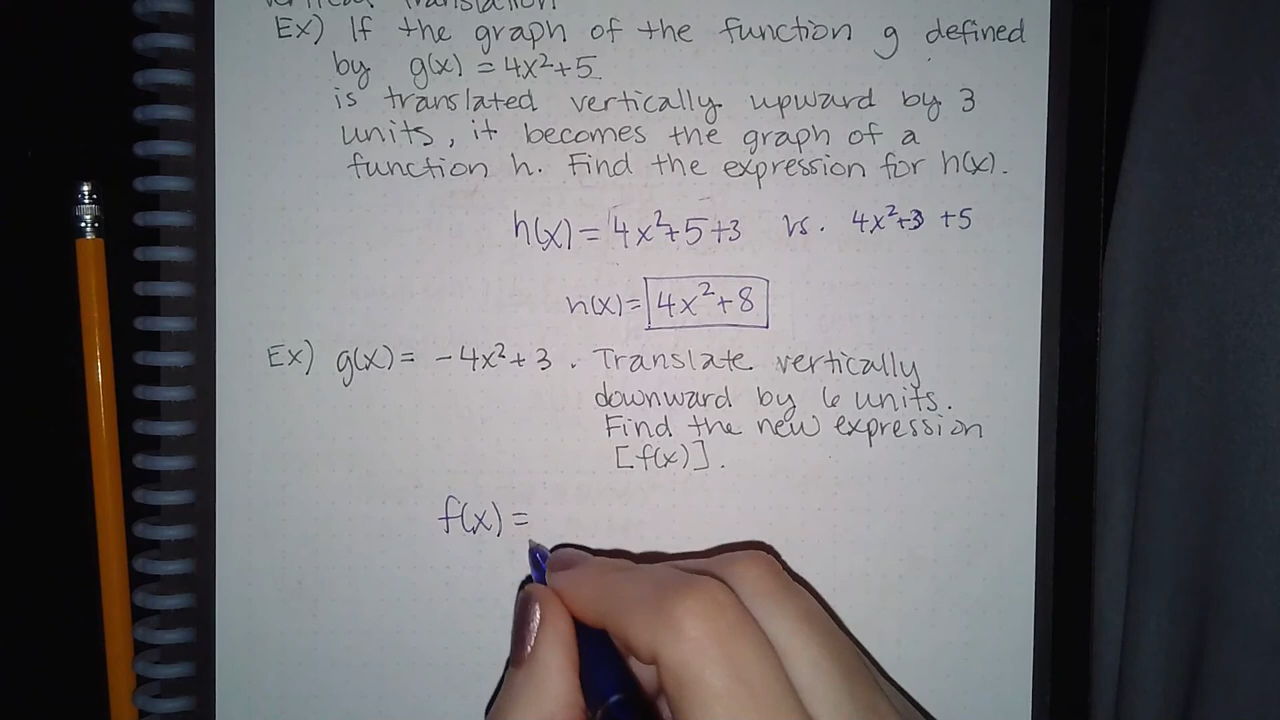 vertical translation
Ex) If the graph of the function g defined
by g(x) = 4x²+5
is translated vertically upward by 3
units, it becomes the graph of a
function h. Find the expression for h(x).
h(x) = 4x²+5+3 vs. 4x²+3 +5
h(x) = 4x²+8
Ex) g(x) = -4x²+3. Translate vertically
downward by 6 units.
Find the new expression
[f(x)].
f(x) =